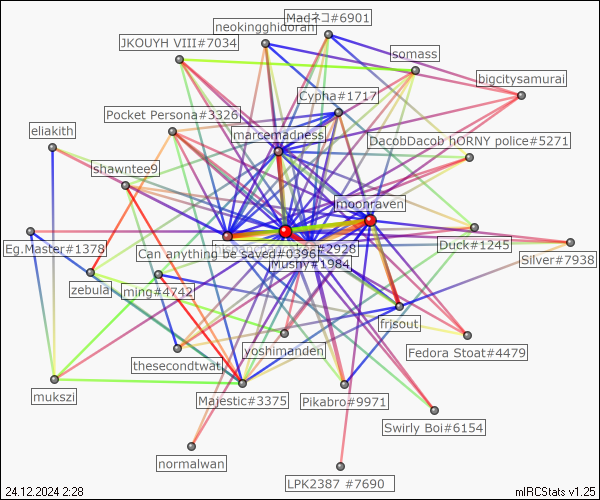 Madネコ#6901
neokingghidorah
JKOUYH VIII#7034
somass
bigcitysamurai
Cypha#1717
Pocket Persona#3326
eliakith
marcemadness
DacobDacob hORNY police#5271
shawntee9
moonraven
Eg.Master#1378
Can anything be saved#0396
#2928
Duck#1245
Mushy#1984
Silver#7938
zebula
ming#4742
frisout
yoshimanden
Fedora Stoat#4479
thesecondtwati
mukszi
Majestic#3375
Pikabro#9971
Swirly Boi#6154
normalwan
LPK2387 #7690
24.12.2024 2:28
mIRCStats v1.25